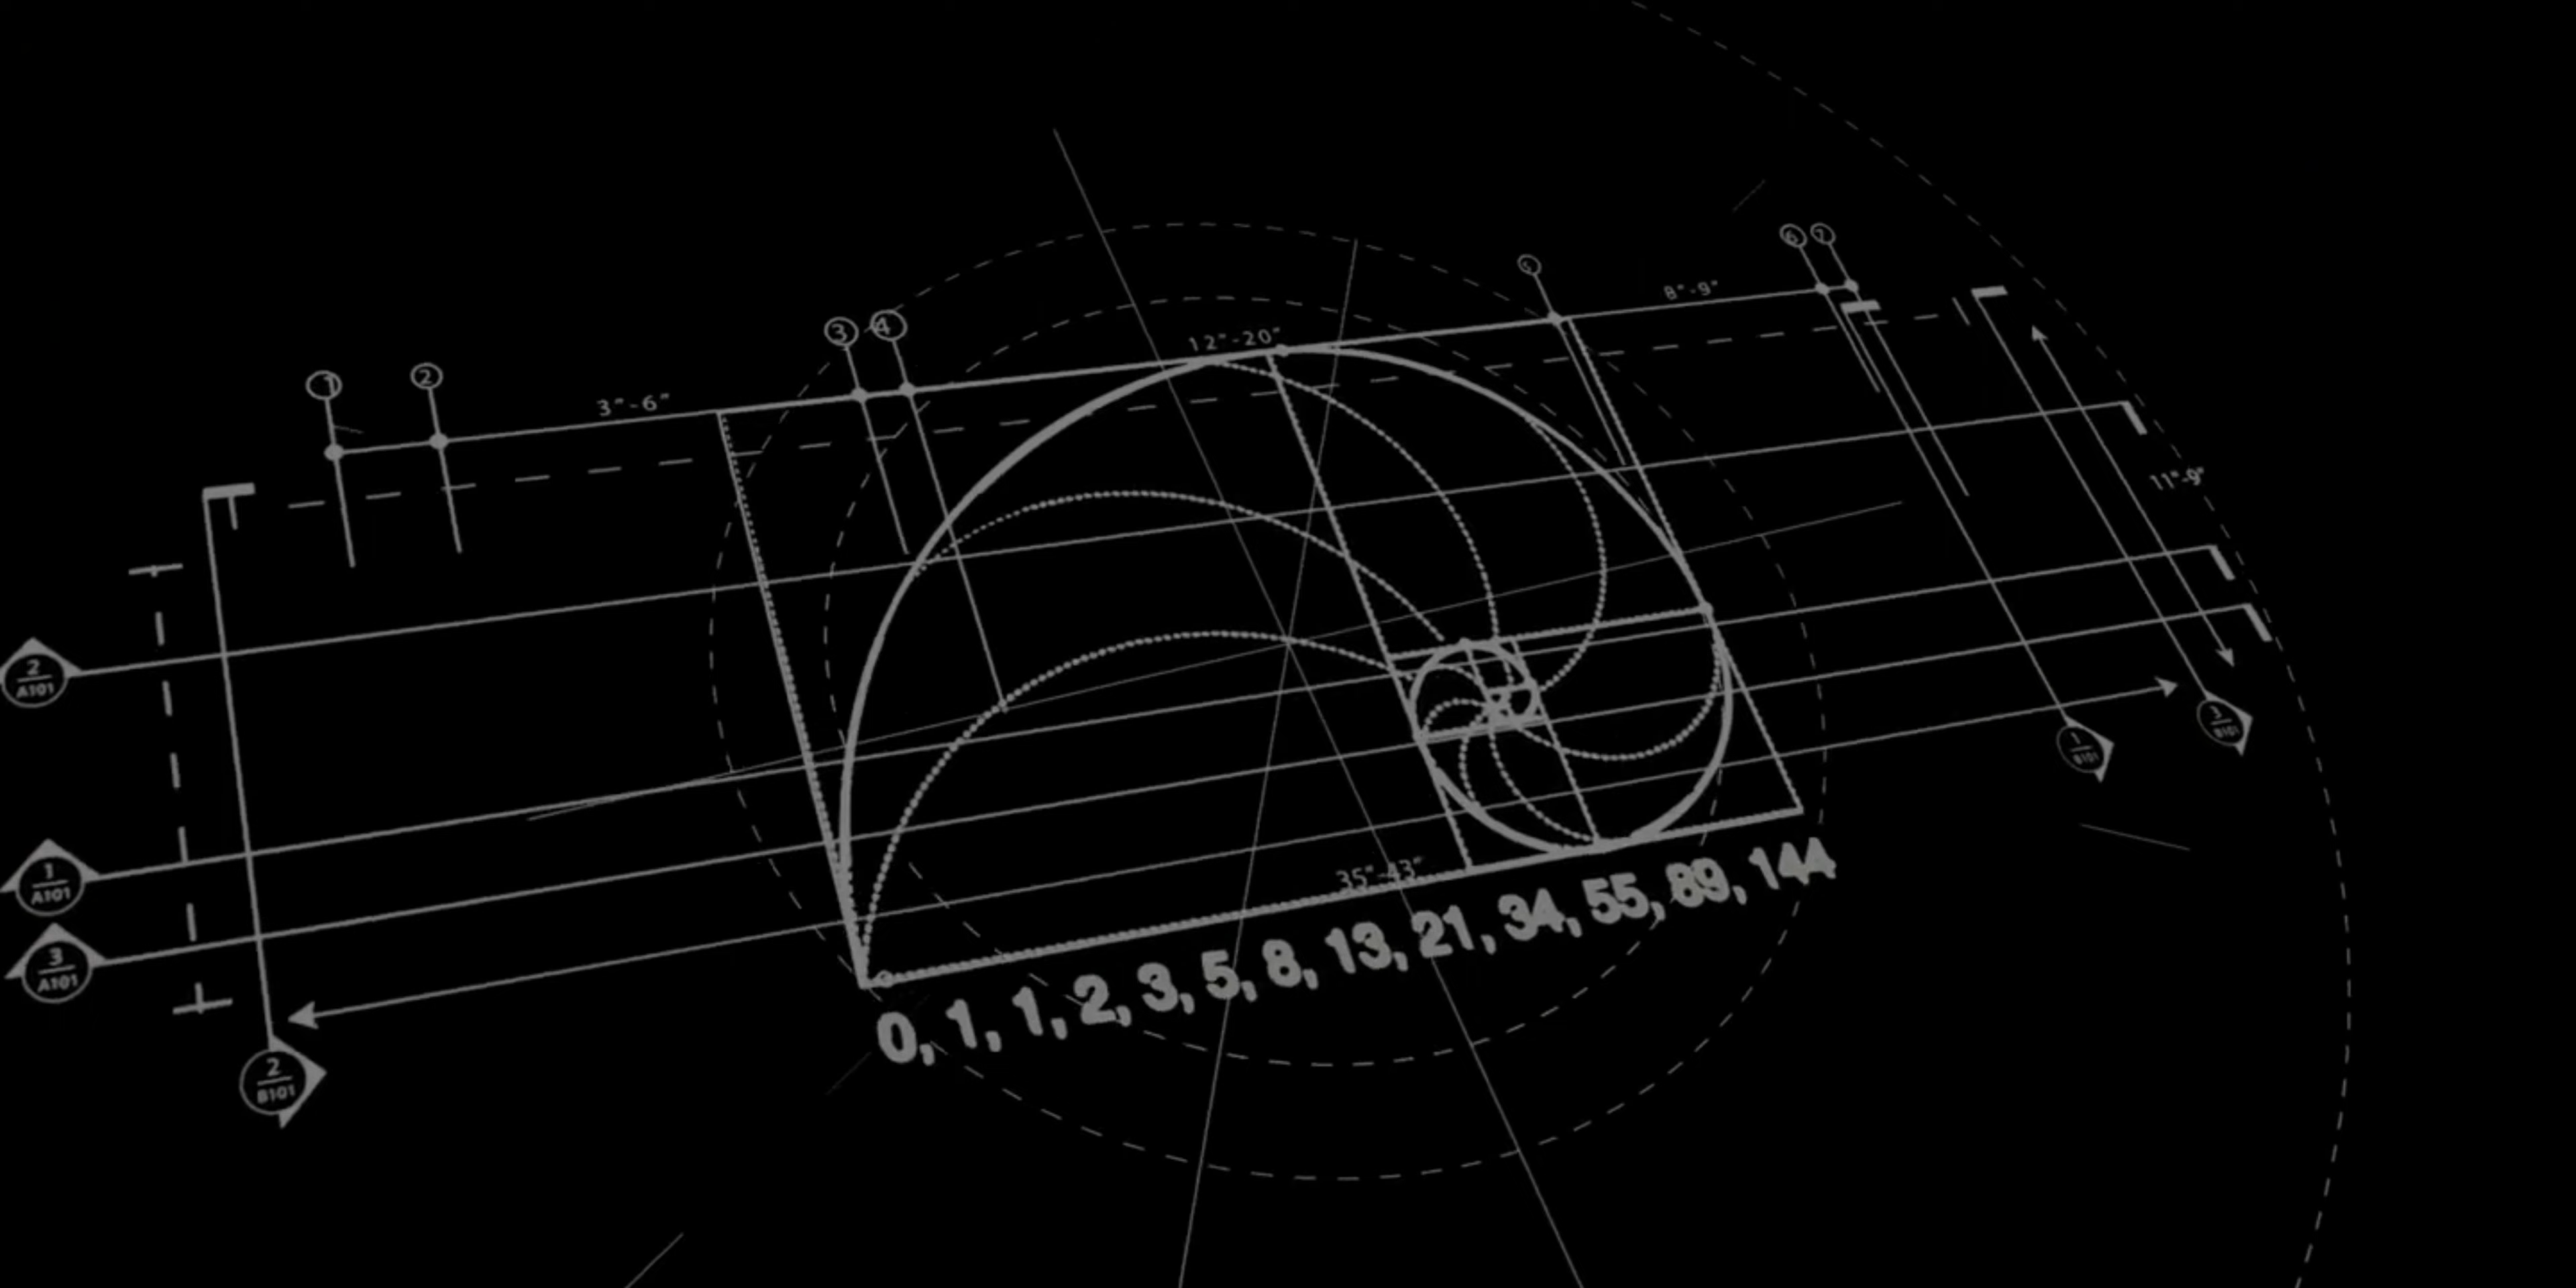 6 7
5
8"-9"
3 4
12"-20"
1 2
3"-6"
11"-9"
2
A101
3
B101
1
B101
1
A101
35"-43"
0, 1, 1, 2, 3, 5, 8, 13, 21, 34, 55, 89, 144
3
A101
2
B101